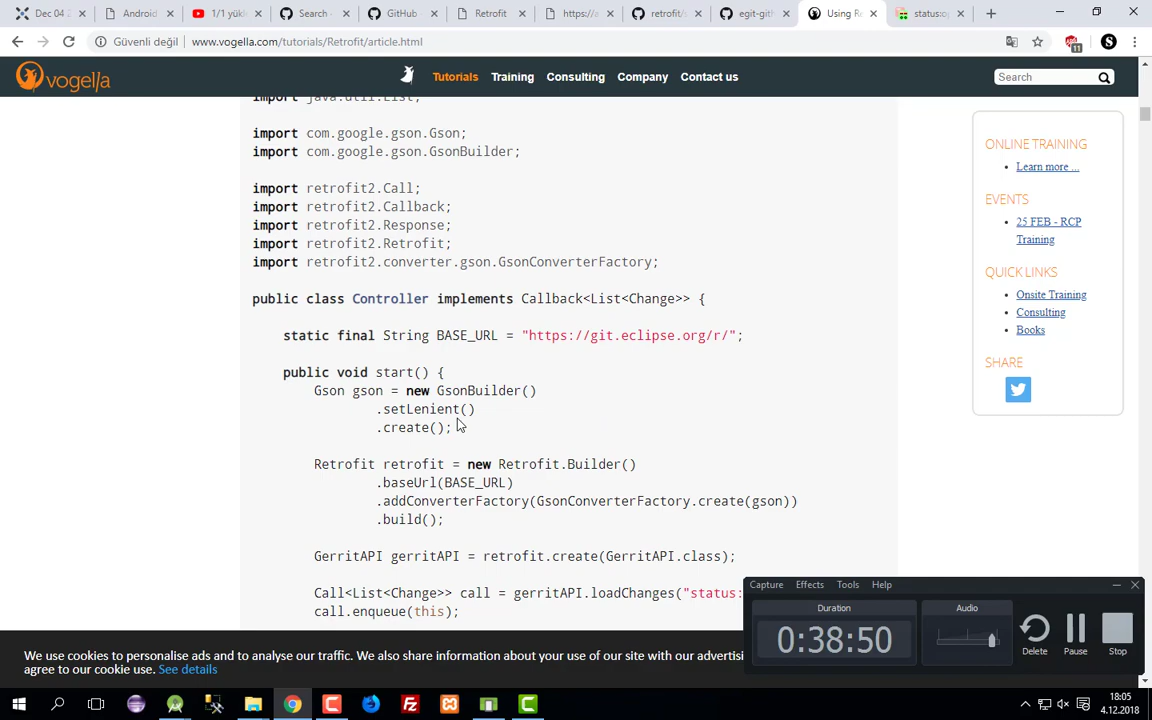 Dec 04
Android
1/1 yükle
Search -
GitHub
Retrofit
https://a
retrofit/s
egit-gith
Using Re
status:op
Güvenli değil
www.vogella.com/tutorials/Retrofit/article.html
11
S
vogella
Tutorials
Training
Consulting
Company
Contact us
Search
import java.util.List;
import com.google.gson.Gson;
import com.google.gson.GsonBuilder;
import retrofit2.Call;
import retrofit2.Callback;
import retrofit2.Response;
import retrofit2.Retrofit;
import retrofit2.converter.gson.GsonConverterFactory;
public class Controller implements Callback<List<Change>> {
static final String BASE_URL = "https://git.eclipse.org/r/";
public void start() {
Gson gson = new GsonBuilder()
.setLenient()
.create();
Retrofit retrofit = new Retrofit.Builder()
.baseUrl(BASE_URL)
.addConverterFactory(GsonConverterFactory.create(gson))
.build();
GerritAPI gerritAPI = retrofit.create(GerritAPI.class);
Call<List<Change>> call = gerritAPI.loadChanges("status:
call.enqueue(this);
ONLINE TRAINING
Learn more ...
EVENTS
25 FEB - RCP
Training
QUICK LINKS
Onsite Training
Consulting
Books
SHARE
Capture
Effects
Tools
Help
Duration
0:38:50
Audio
Delete
Pause
Stop
We use cookies to personalise ads and to analyse our traffic. We also share information about your use of our site with our advertisi
agree to our cookie use. See details
18:05
4.12.2018